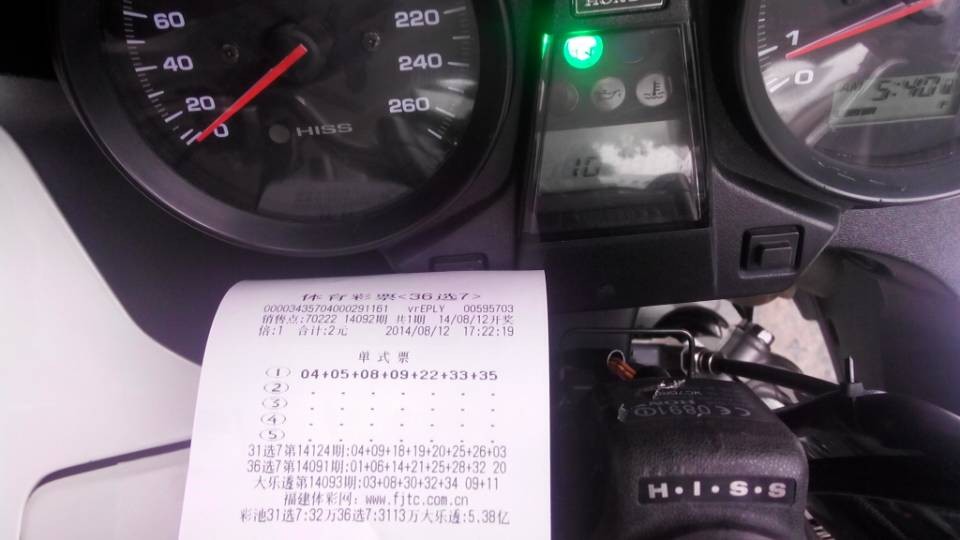 60
40
20
0
220
240
260
HISS
10
1
0
5:40
体育彩票<36选7>
00003435704000291161 vrEPLY 00595703
销售点:70222 14092期 共1期 14/08/12开奖
倍:1 合计:2元 2014/08/12 17:22:19
单式票
① 04+05+08+09+22+33+35
② - - - - - - -
③ - - - - - - -
④ - - - - - - -
⑤ - - - - - - -
31选7第14124期:04+09+18+19+20+25+26+03
36选7第14091期:01+06+14+21+25+28+32 20
大乐透第14093期:03+08+30+32+34 09+11
福建体彩网: www.fjtc.com.cn
彩池31选7:32万36选7:3113万大乐透:5.38亿
CE0891
H·I·S·S